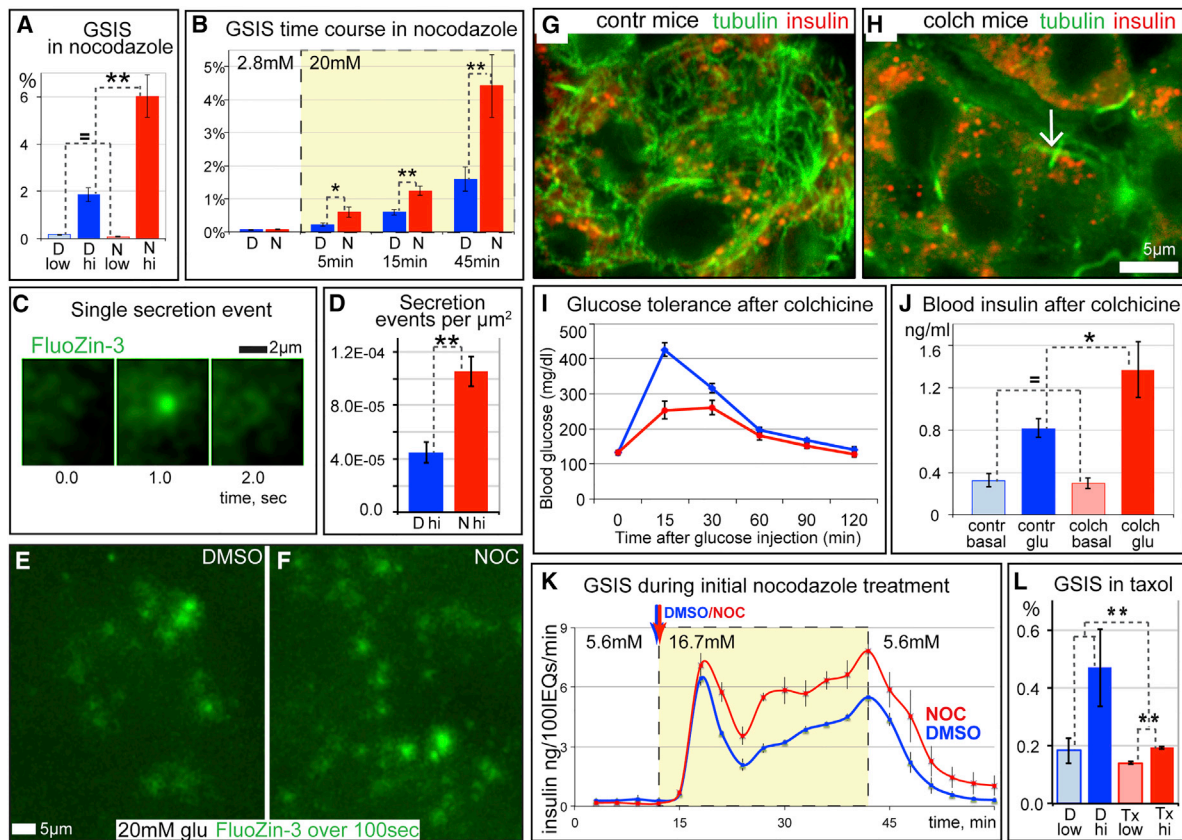 A
GSIS
in nocodazole
%
**
6
4
=
2
0
D
low
D
hi
N
low
N
hi
B
GSIS time course in nocodazole
2.8mM
20mM
5%
4%
3%
2%
1%
0%
*
**
**
D N D N D N D N
5min 15min 45min
C
Single secretion event
FluoZin-3
2µm
0.0 1.0 2.0
time, sec
D
Secretion
events per µm²
**
1.2E-04
8.0E-05
4.0E-05
0.0
D hi N hi
E
DMSO
F
NOC
5µm
20mM glu FluoZin-3 over 100sec
G
contr mice tubulin insulin
H
colch mice tubulin insulin
5µm
I
Glucose tolerance after colchicine
Blood glucose (mg/dl)
500
400
300
200
100
0
0 15 30 60 90 120
Time after glucose injection (min)
J
Blood insulin after colchicine
ng/ml
1.6
1.2
0.8
0.4
0
=
*
contr
basal
contr
glu
colch
basal
colch
glu
K
GSIS during initial nocodazole treatment
DMSO/NOC
5.6mM 16.7mM 5.6mM
insulin ng/100IEQs/min
9
6
3
0
NOC
DMSO
15 30 45
time, min
L
GSIS in taxol
%
0.6
0.4
0.2
0.0
**
**
D
low
D
hi
Tx
low
Tx
hi